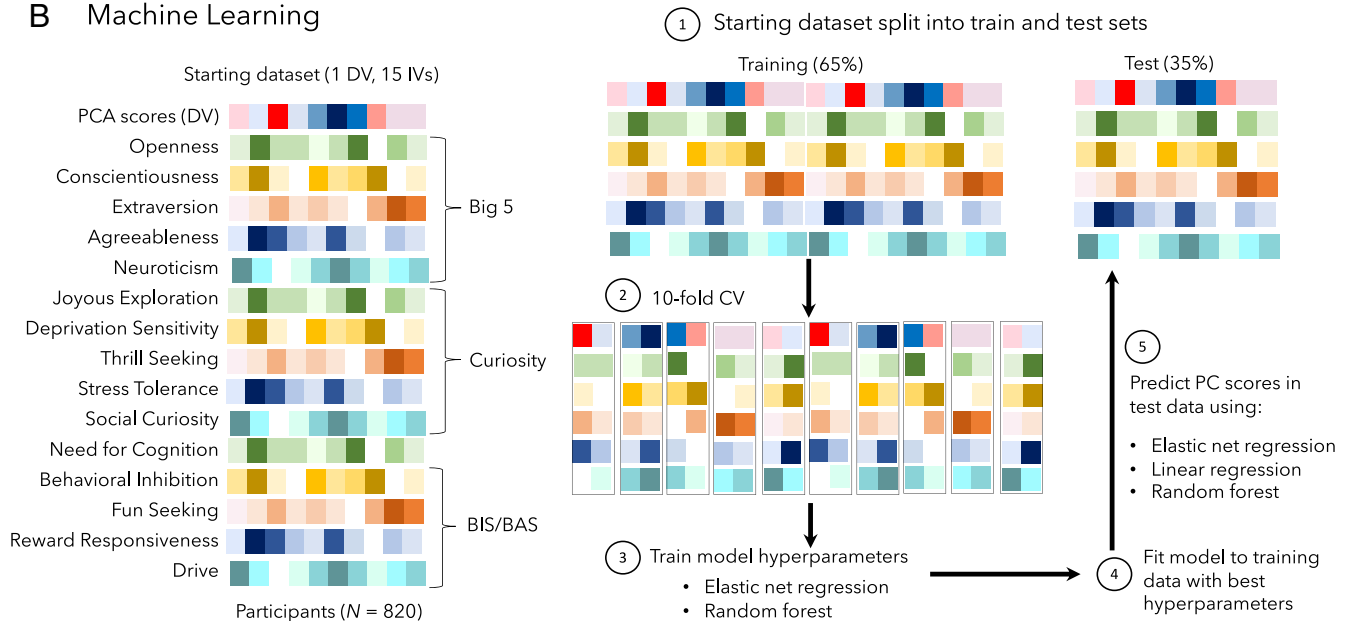 B Machine Learning
Starting dataset (1 DV, 15 IVs)
PCA scores (DV)
Openness
Conscientiousness
Extraversion
Agreeableness
Neuroticism
Big 5
Joyous Exploration
Deprivation Sensitivity
Thrill Seeking
Stress Tolerance
Social Curiosity
Curiosity
Need for Cognition
Behavioral Inhibition
Fun Seeking
Reward Responsiveness
Drive
BIS/BAS
Participants (N = 820)
1 Starting dataset split into train and test sets
Training (65%)
Test (35%)
2 10-fold CV
3 Train model hyperparameters
• Elastic net regression
• Random forest
4 Fit model to training
data with best
hyperparameters
5
Predict PC scores in
test data using:
• Elastic net regression
• Linear regression
• Random forest